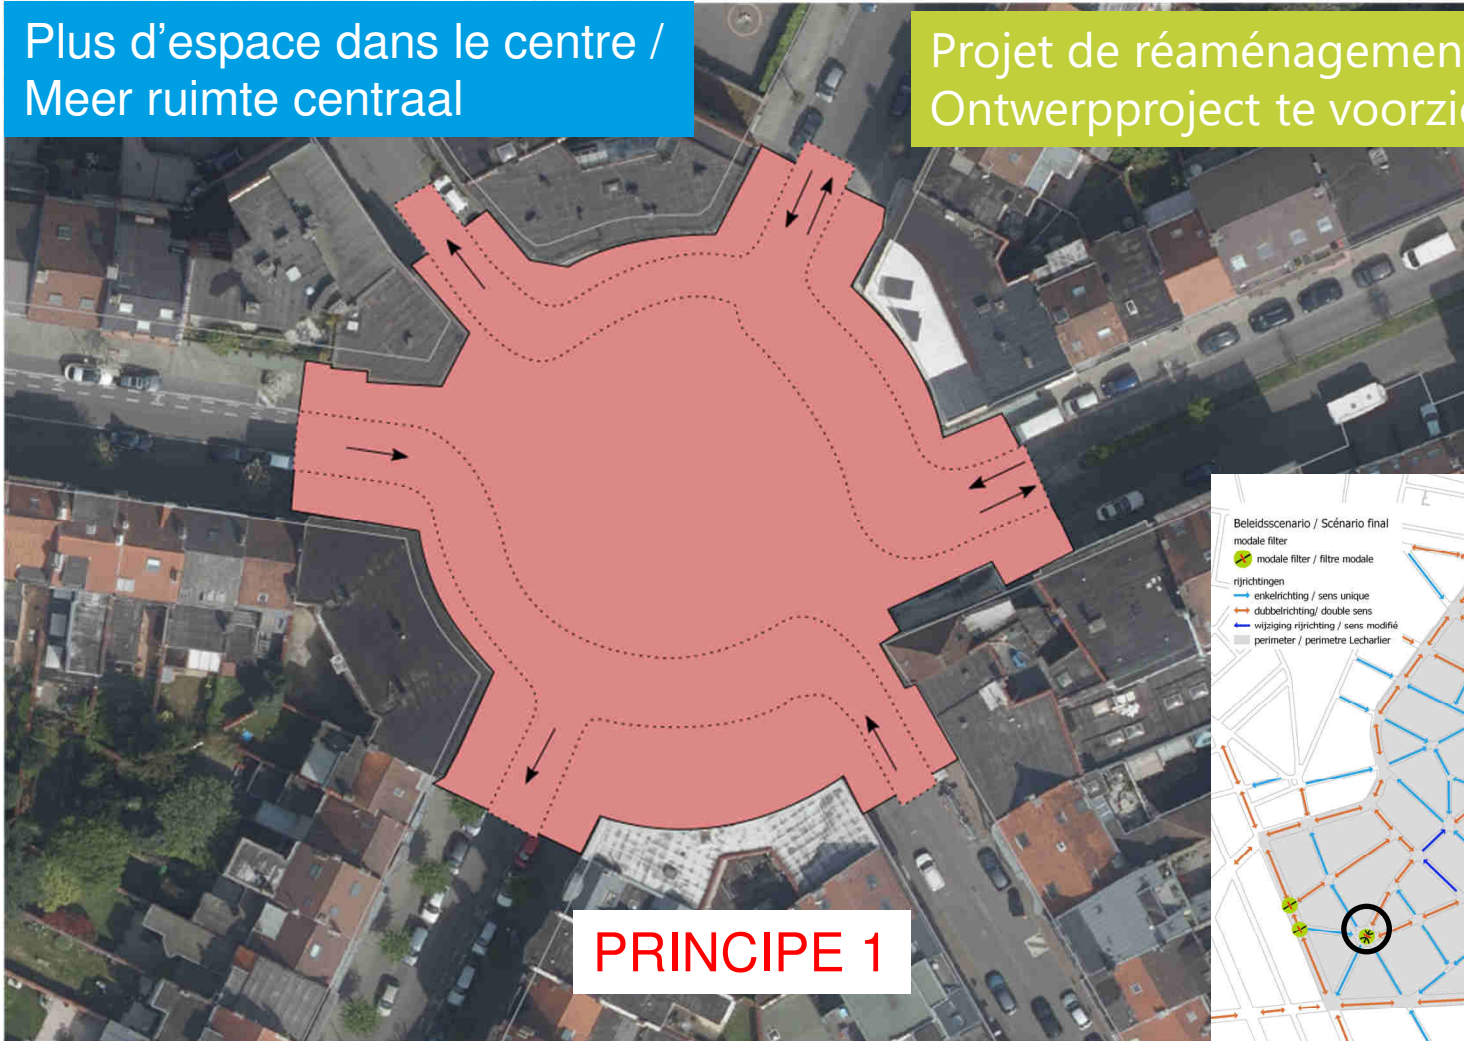 Plus d’espace dans le centre /
Meer ruimte centraal
Projet de réaménagemen
Ontwerpproject te voorzi
Beleidsscenario / Scénario final
modale filter
modale filter / filtre modale
rijrichtingen
enkelrichting / sens unique
dubbelrichting/ double sens
wijziging rijrichting / sens modifié
perimeter / perimetre Lecharlier
PRINCIPE 1